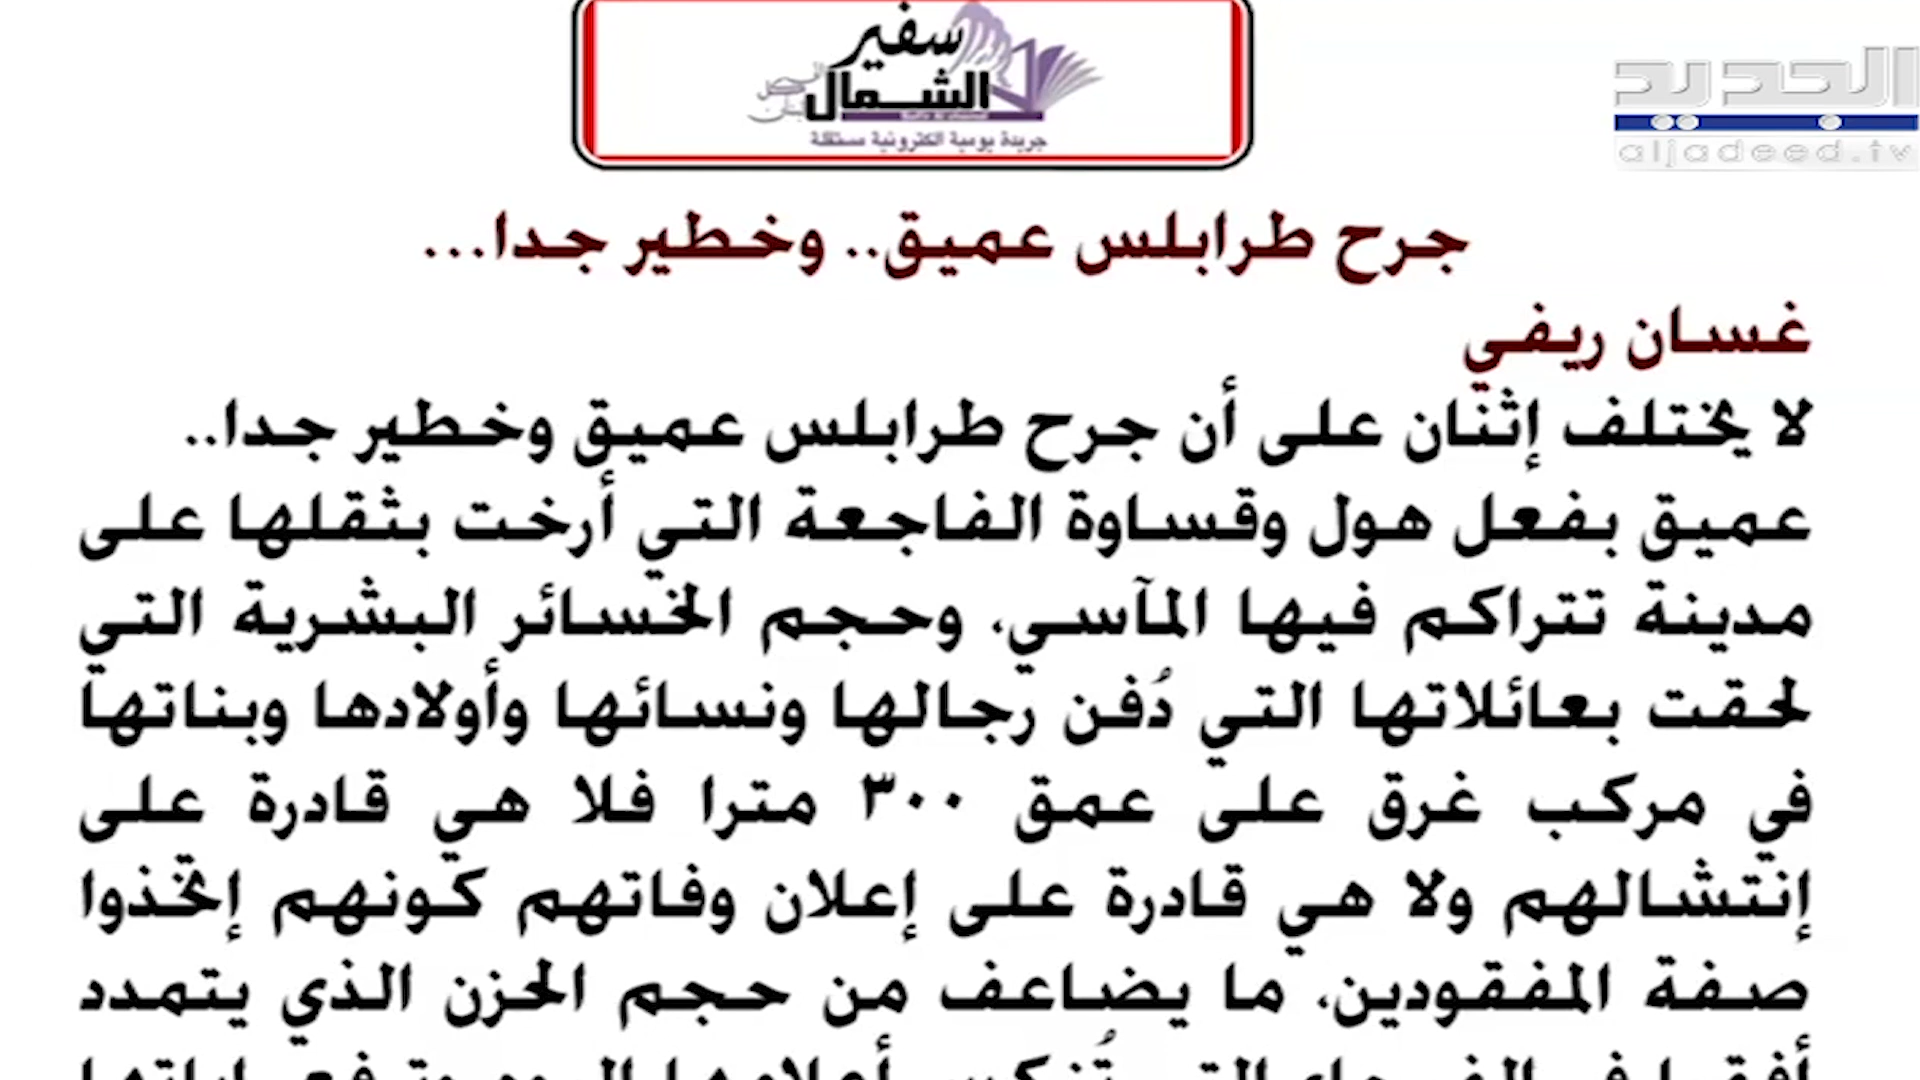 سفير
الشمال
جريدة يومية الكترونية مستقلة
الجديد
aljadeed.tv
جرح طرابلس عميق.. وخطير جدا...
غسان ريفي
لا يختلف إثنان على أن جرح طرابلس عميق وخطير جدا..
عميق بفعل هول وقساوة الفاجعة التي أرخت بثقلها على
مدينة تتراكم فيها المآسي، وحجم الخسائر البشرية التي
لحقت بعائلاتها التي دُفن رجالها ونسائها وأولادها وبناتها
في مركب غرق على عمق ٣٠٠ مترا فلا هي قادرة على
إنتشالهم ولا هي قادرة على إعلان وفاتهم كونهم إتخذوا
صفة المفقودين، ما يضاعف من حجم الحزن الذي يتمدد